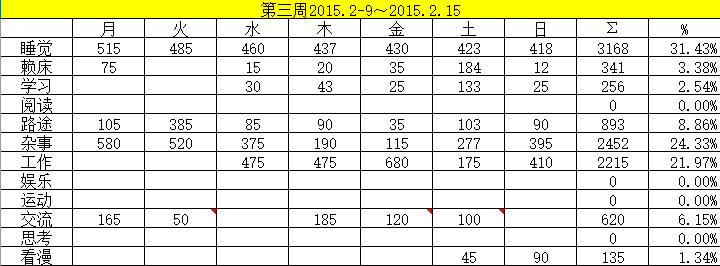 第三周2015.2-9～2015.2.15
月 火 水 木 金 土 日 Σ %
睡觉 515 485 460 437 430 423 418 3168 31.43%
赖床 75 15 20 35 184 12 341 3.38%
学习 30 43 25 133 25 256 2.54%
阅读 0 0.00%
路途 105 385 85 90 35 103 90 893 8.86%
杂事 580 520 375 190 115 277 395 2452 24.33%
工作 475 475 680 175 410 2215 21.97%
娱乐 0 0.00%
运动 0 0.00%
交流 165 50 185 120 100 620 6.15%
思考 0 0.00%
看漫 45 90 135 1.34%